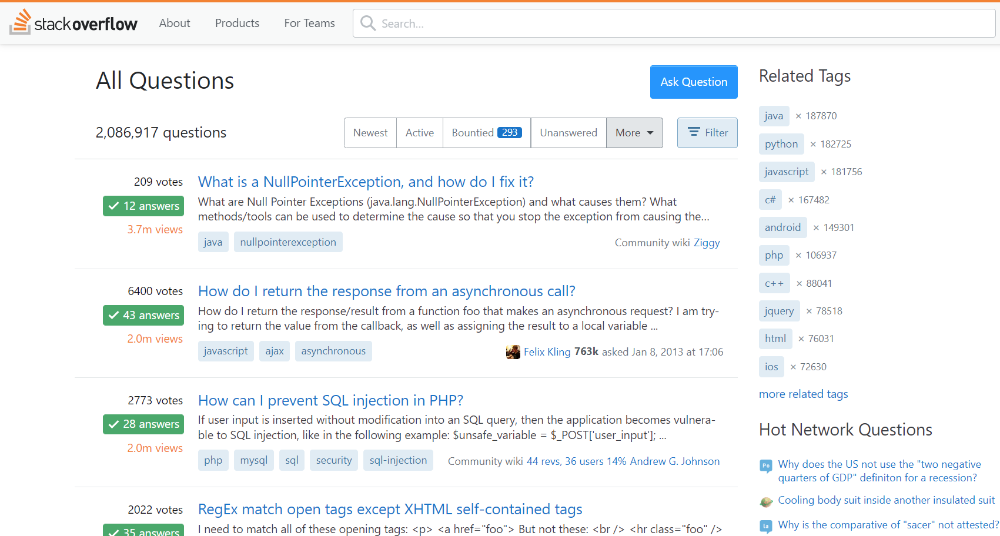 stackoverflow About Products For Teams Search...
All Questions
Ask Question
2,086,917 questions
Newest Active Bountied 293 Unanswered More Filter
209 votes
12 answers
3.7m views
What is a NullPointerException, and how do I fix it?
What are Null Pointer Exceptions (java.lang.NullPointerException) and what causes them? What
methods/tools can be used to determine the cause so that you stop the exception from causing the...
java nullpointerexception
Community wiki Ziggy
6400 votes
43 answers
2.0m views
How do I return the response from an asynchronous call?
How do I return the response/result from a function foo that makes an asynchronous request? I am try-
ing to return the value from the callback, as well as assigning the result to a local variable ...
javascript ajax asynchronous
Felix Kling 763k asked Jan 8, 2013 at 17:06
2773 votes
28 answers
2.0m views
How can I prevent SQL injection in PHP?
If user input is inserted without modification into an SQL query, then the application becomes vulnera-
ble to SQL injection, like in the following example: $unsafe_variable = $_POST['user_input']; ...
php mysql sql security sql-injection
Community wiki 44 revs, 36 users 14% Andrew G. Johnson
2022 votes
35 answers
RegEx match open tags except XHTML self-contained tags
I need to match all of these opening tags: <p> <a href="foo"> But not these: <br /> <hr class="foo" />
Related Tags
java × 187870
python × 182725
javascript × 181756
c# × 167482
android × 149301
php × 106937
c++ × 88041
jquery × 78518
html × 76031
ios × 72630
more related tags
Hot Network Questions
Po Why does the US not use the "two negative
quarters of GDP" definiton for a recession?
Cooling body suit inside another insulated suit
la Why is the comparative of "sacer" not attested?